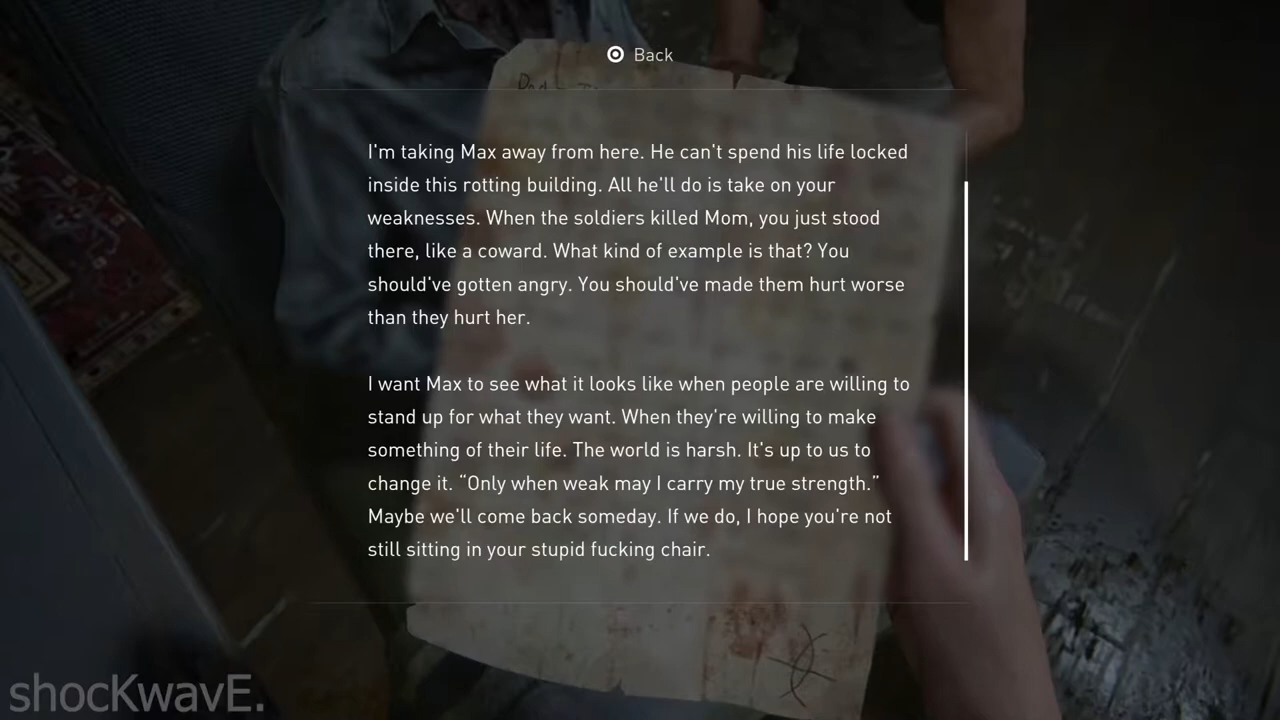 Back
I'm taking Max away from here. He can't spend his life locked
inside this rotting building. All he'll do is take on your
weaknesses. When the soldiers killed Mom, you just stood
there, like a coward. What kind of example is that? You
should've gotten angry. You should've made them hurt worse
than they hurt her.
I want Max to see what it looks like when people are willing to
stand up for what they want. When they're willing to make
something of their life. The world is harsh. It's up to us to
change it. “Only when weak may I carry my true strength.”
Maybe we'll come back someday. If we do, I hope you're not
still sitting in your stupid fucking chair.
shocKwavE.